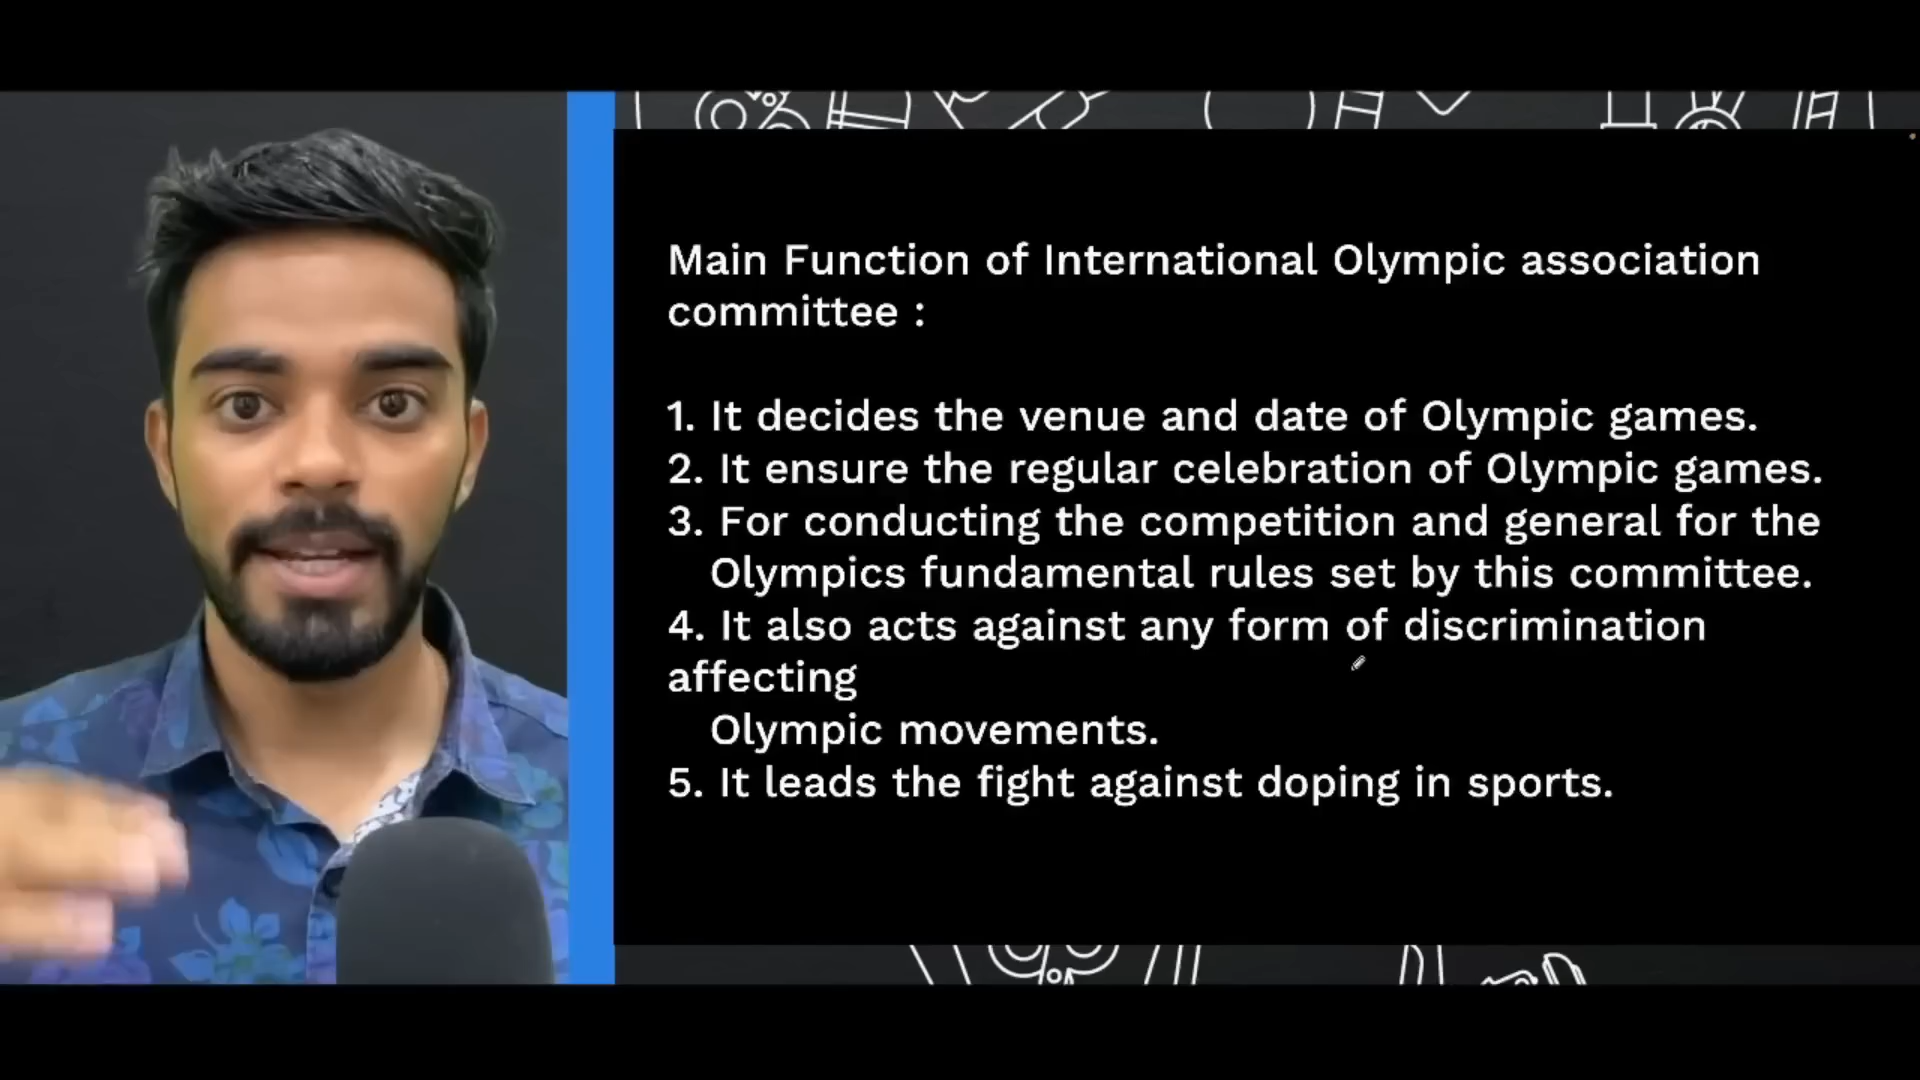 Main Function of International Olympic association
committee :
1. It decides the venue and date of Olympic games.
2. It ensure the regular celebration of Olympic games.
3. For conducting the competition and general for the
Olympics fundamental rules set by this committee.
4. It also acts against any form of discrimination
affecting
Olympic movements.
5. It leads the fight against doping in sports.